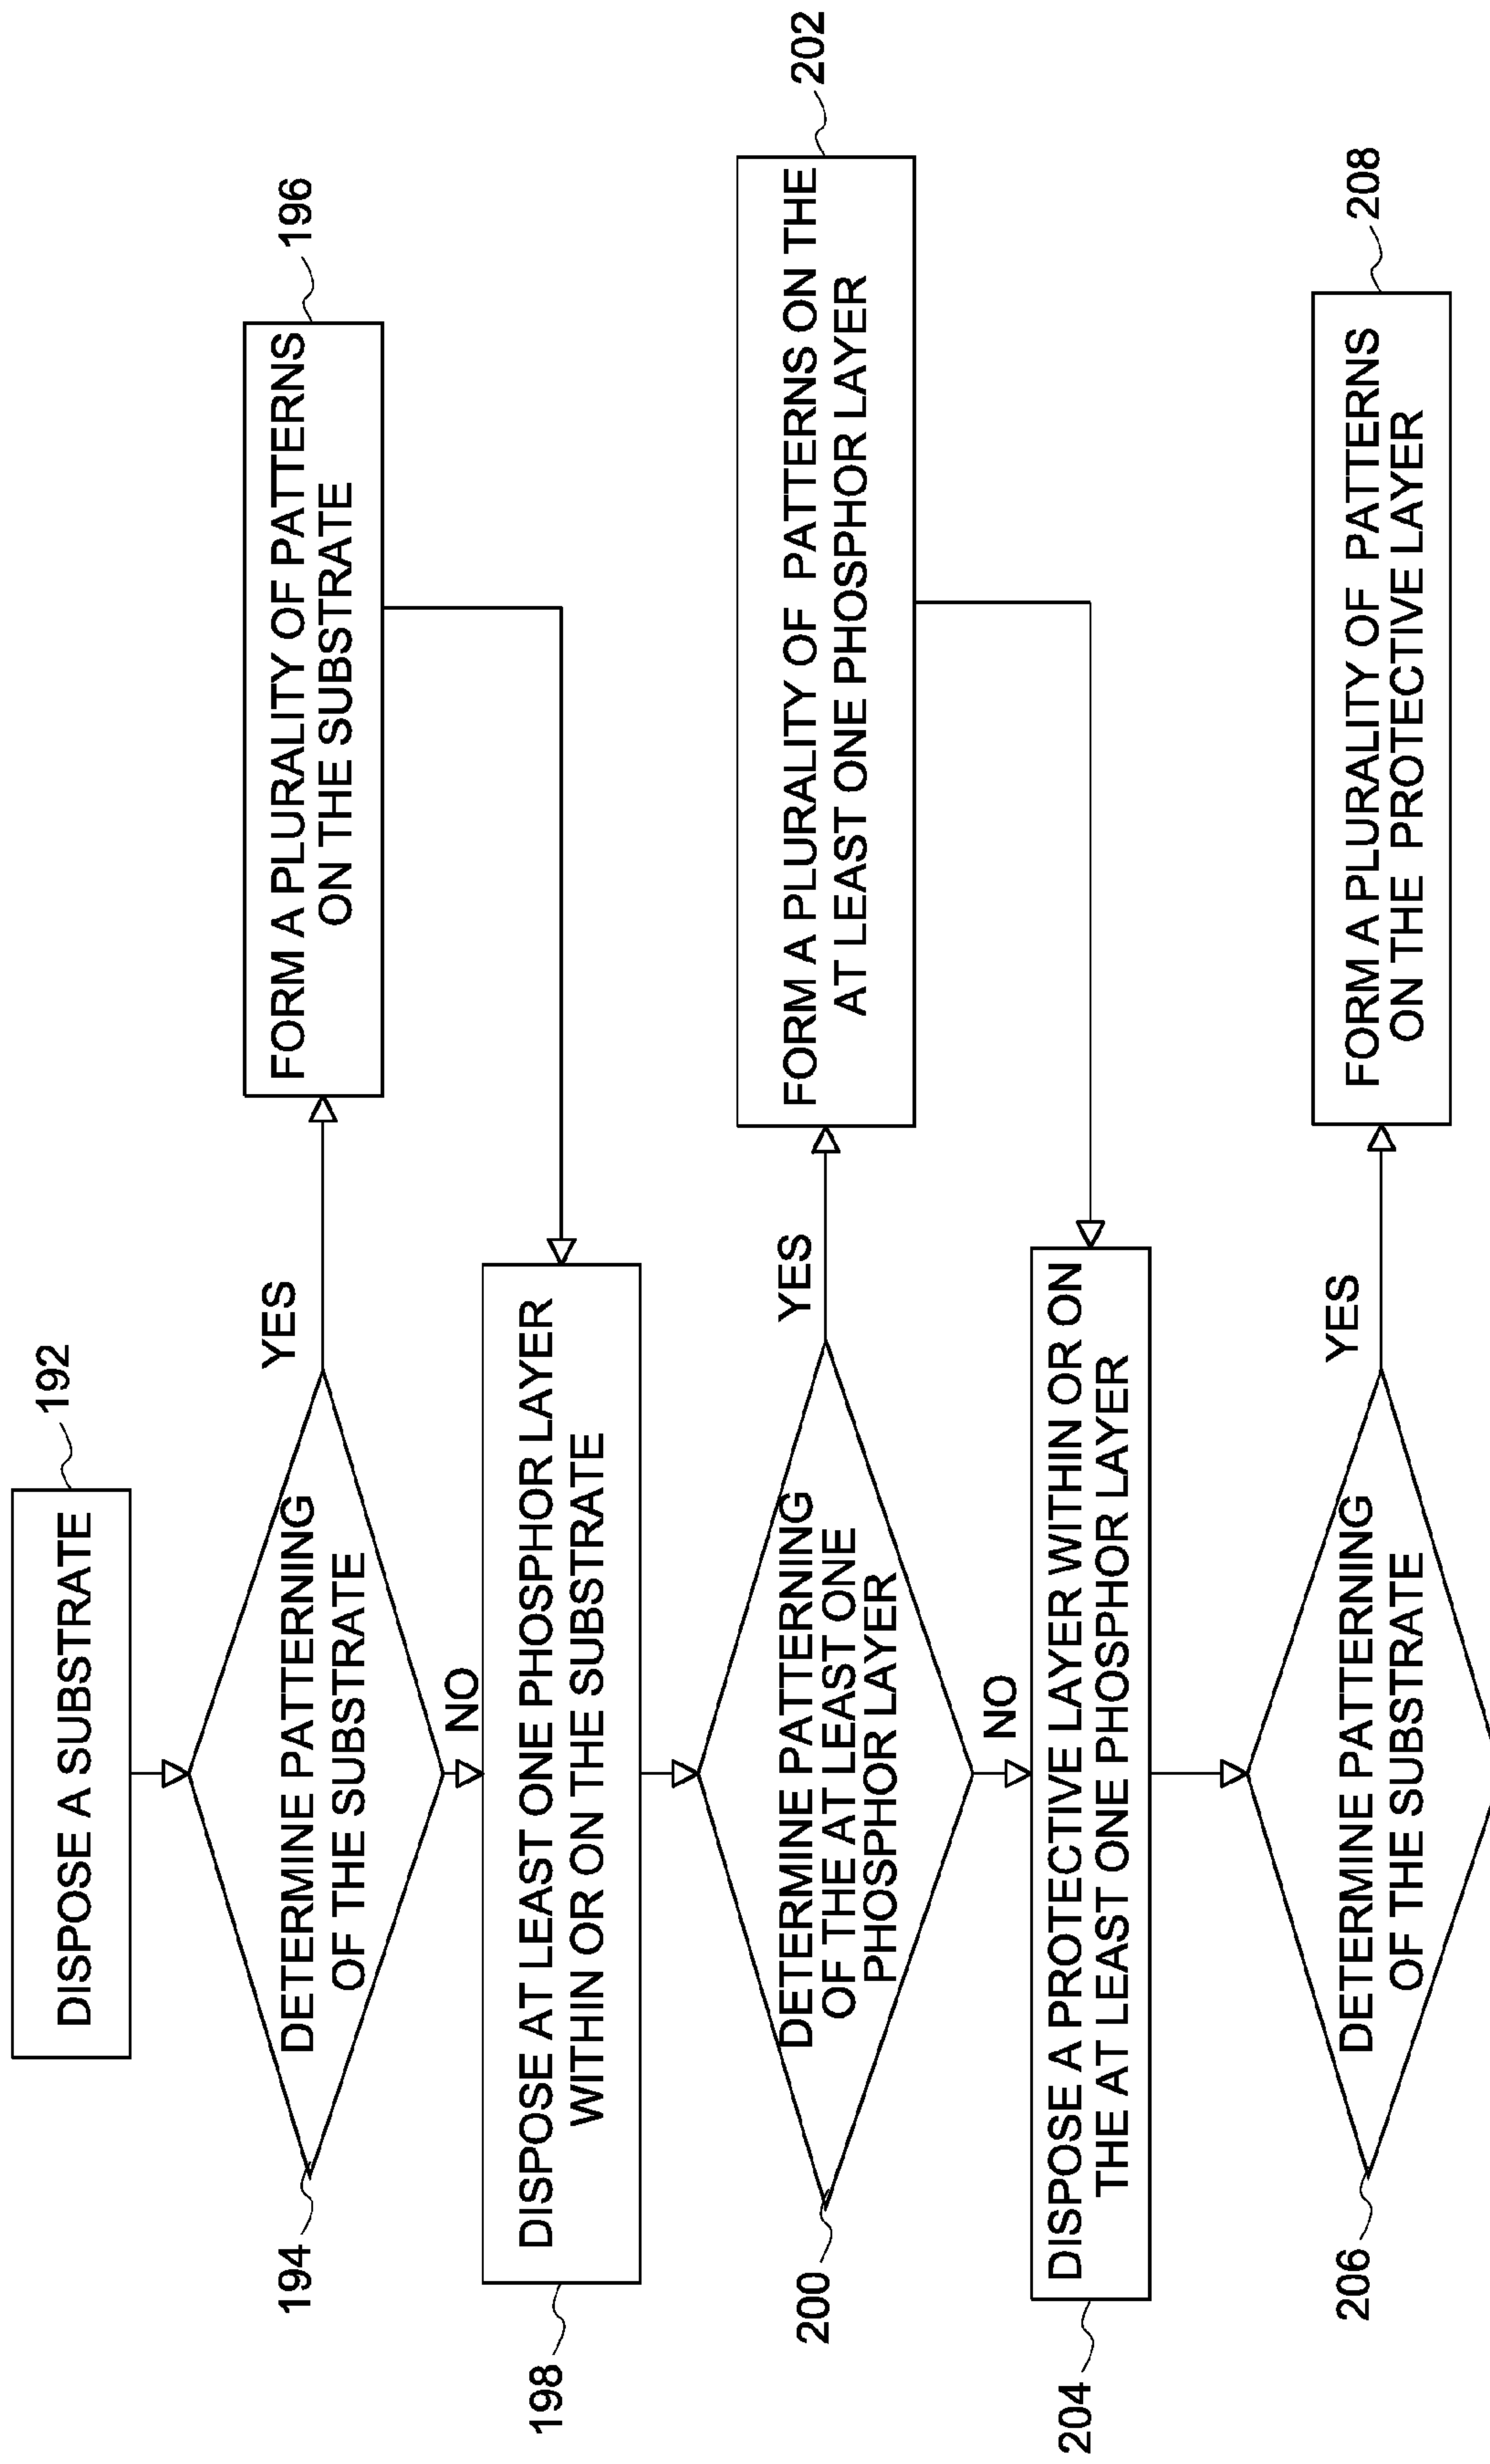 DISPOSE A SUBSTRATE
192
DETERMINE PATTERNING
OF THE SUBSTRATE
194
YES
FORM A PLURALITY OF PATTERNS
ON THE SUBSTRATE
196
NO
DISPOSE AT LEAST ONE PHOSPHOR LAYER
WITHIN OR ON THE SUBSTRATE
198
DETERMINE PATTERNING
OF THE AT LEAST ONE
PHOSPHOR LAYER
200
YES
FORM A PLURALITY OF PATTERNS ON THE
AT LEAST ONE PHOSPHOR LAYER
202
NO
DISPOSE A PROTECTIVE LAYER WITHIN OR ON
THE AT LEAST ONE PHOSPHOR LAYER
204
DETERMINE PATTERNING
OF THE SUBSTRATE
206
YES
FORM A PLURALITY OF PATTERNS
ON THE PROTECTIVE LAYER
208